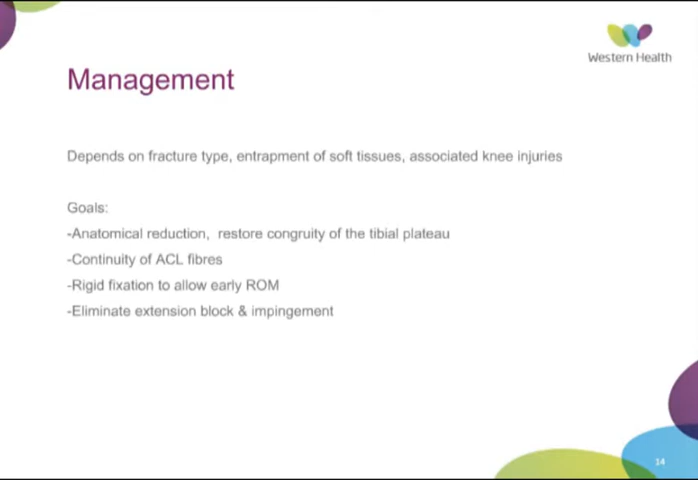 Western Health
Management
Depends on fracture type, entrapment of soft tissues, associated knee injuries
Goals:
-Anatomical reduction, restore congruity of the tibial plateau
-Continuity of ACL fibres
-Rigid fixation to allow early ROM
-Eliminate extension block & impingement
14